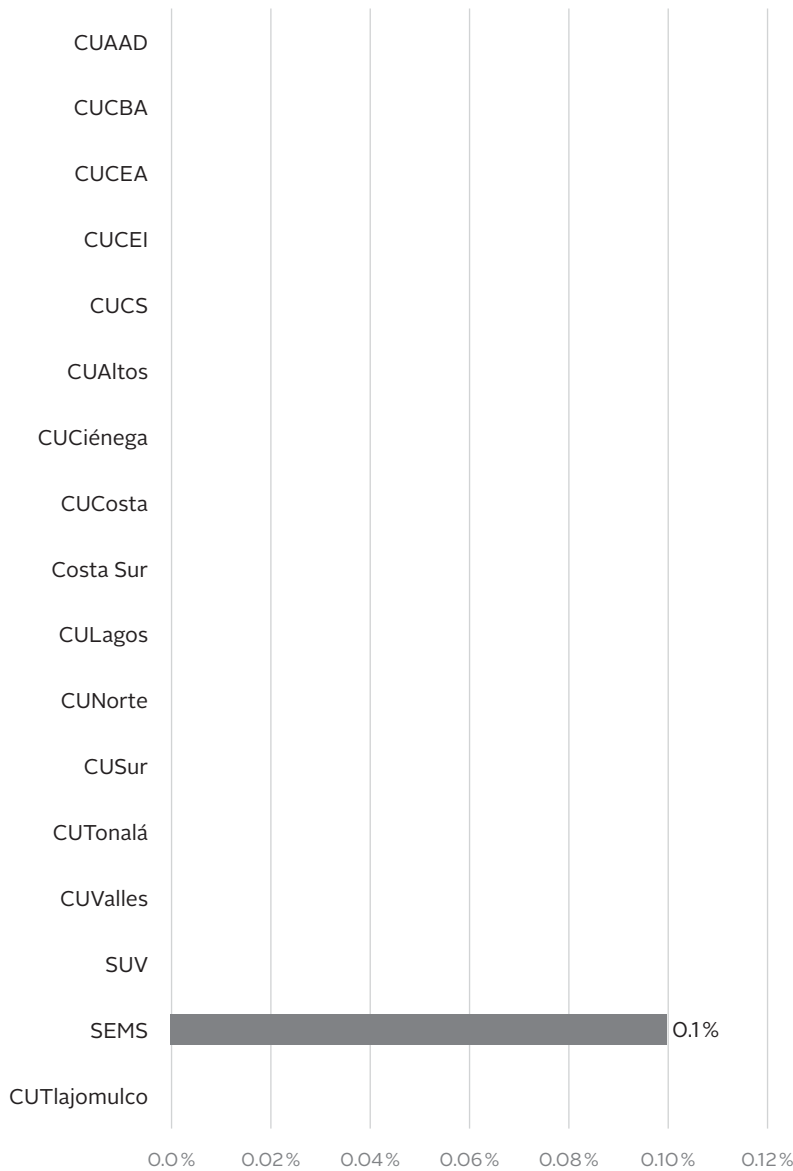 CUAAD
CUCBA
CUCEA
CUCEI
CUCS
CUAltos
CUCiénega
CUCosta
Costa Sur
CULagos
CUNorte
CUSur
CUTonalá
CUValles
SUV
SEMS 0.1%
CUTlajomulco
0.0% 0.02% 0.04% 0.06% 0.08% 0.10% 0.12%